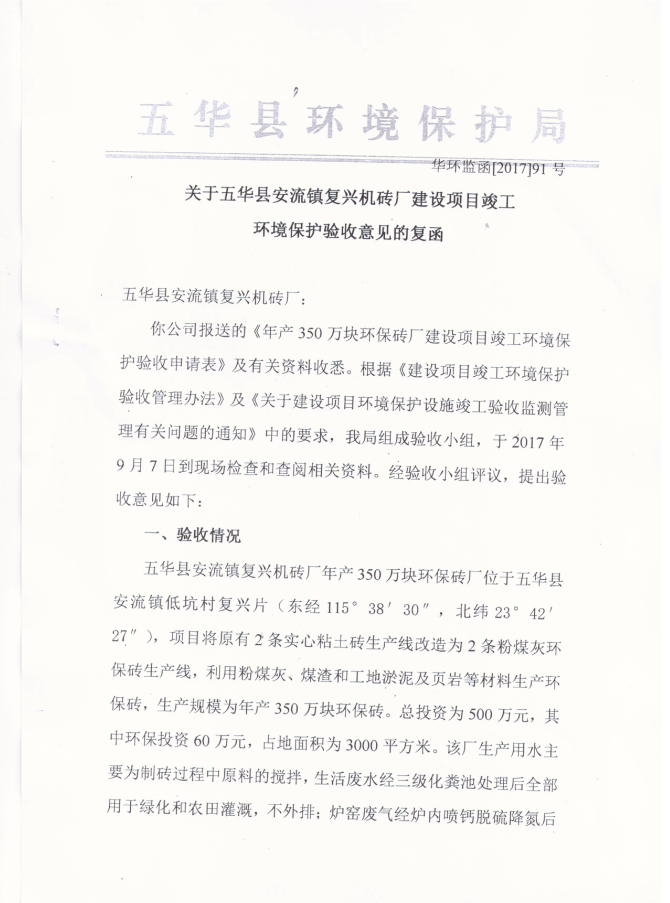 五华县环境保护局
华环监函[2017]91 号
关于五华县安流镇复兴机砖厂建设项目竣工
环境保护验收意见的复函
五华县安流镇复兴机砖厂：
你公司报送的《年产 350 万块环保砖厂建设项目竣工环境保
护验收申请表》及有关资料收悉。根据《建设项目竣工环境保护
验收管理办法》及《关于建设项目环境保护设施竣工验收监测管
理有关问题的通知》中的要求，我局组成验收小组，于 2017 年
9 月 7 日到现场检查和查阅相关资料。经验收小组评议，提出验
收意见如下：
一、验收情况
五华县安流镇复兴机砖厂年产 350 万块环保砖厂位于五华县
安流镇低坑村复兴片（东经 115° 38′ 30″，北纬 23° 42′
27″），项目将原有 2 条实心粘土砖生产线改造为 2 条粉煤灰环
保砖生产线，利用粉煤灰、煤渣和工地淤泥及页岩等材料生产环
保砖，生产规模为年产 350 万块环保砖。总投资为 500 万元，其
中环保投资 60 万元，占地面积为 3000 平方米。该厂生产用水主
要为制砖过程中原料的搅拌，生活废水经三级化粪池处理后全部
用于绿化和农田灌溉，不外排；炉窑废气经炉内喷钙脱硫降氮后